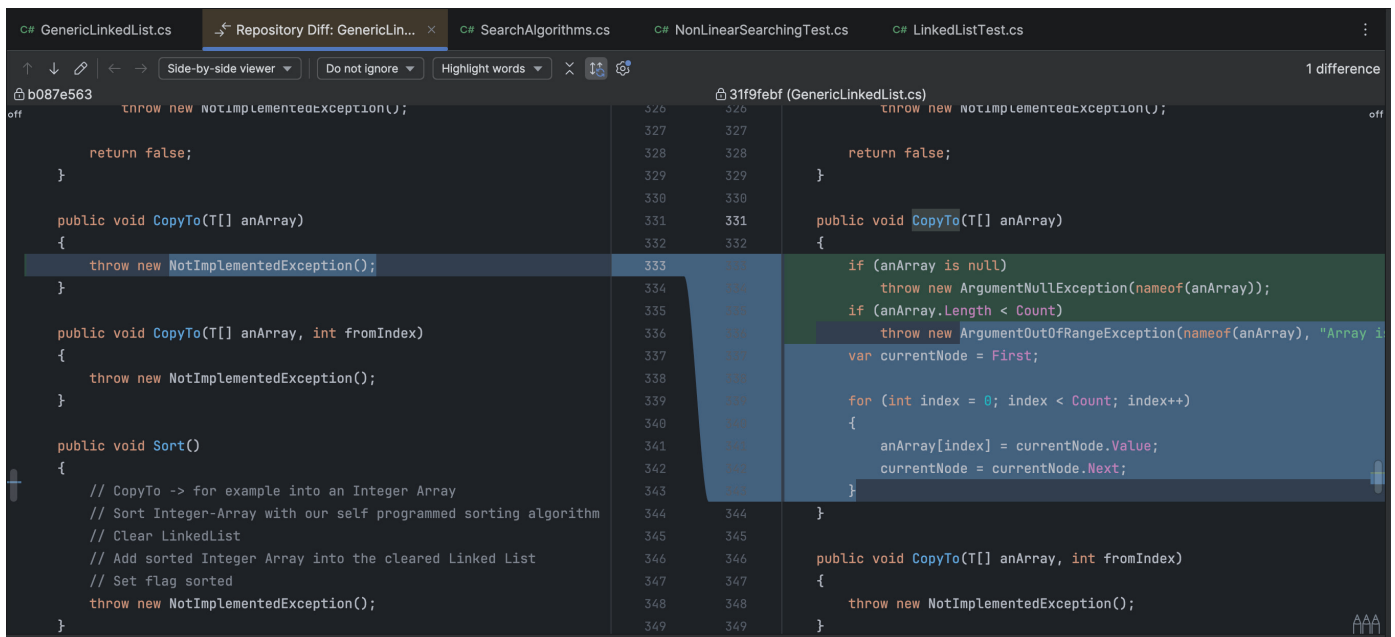 C# GenericLinkedList.cs
Repository Diff: GenericLin...
C# SearchAlgorithms.cs
C# NonLinearSearchingTest.cs
C# LinkedListTest.cs
Side-by-side viewer
Do not ignore
Highlight words
1 difference
b087e563
off
throw new NotImplementedException(); 326
327
return false; 328
} 329
330
public void CopyTo(T[] anArray) 331
{ 332
throw new NotImplementedException(); 333
} 334
335
public void CopyTo(T[] anArray, int fromIndex) 336
{ 337
throw new NotImplementedException(); 338
} 339
340
public void Sort() 341
{ 342
// CopyTo -> for example into an Integer Array 343
// Sort Integer-Array with our self programmed sorting algorithm 344
// Clear LinkedList 345
// Add sorted Integer Array into the cleared Linked List 346
// Set flag sorted 347
throw new NotImplementedException(); 348
} 349
31f9febf (GenericLinkedList.cs)
off
326 throw new NotImplementedException();
327
328 return false;
329 }
330
331 public void CopyTo(T[] anArray)
332 {
if (anArray is null)
throw new ArgumentNullException(nameof(anArray));
if (anArray.Length < Count)
throw new ArgumentOutOfRangeException(nameof(anArray), "Array i
var currentNode = First;
for (int index = 0; index < Count; index++)
{
anArray[index] = currentNode.Value;
currentNode = currentNode.Next;
}
344 }
345
346 public void CopyTo(T[] anArray, int fromIndex)
347 {
348 throw new NotImplementedException();
349 }